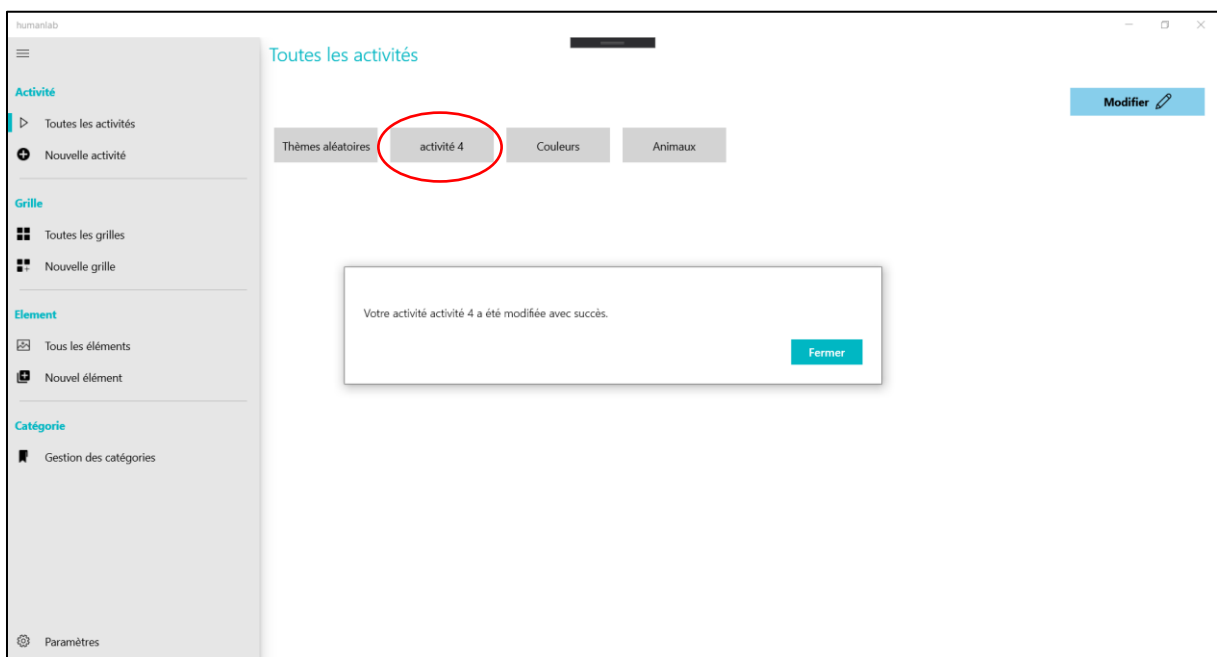 humanlab
Toutes les activités
Activité
Modifier
Toutes les activités
Nouvelle activité
Thèmes aléatoires
activité 4
Couleurs
Animaux
Grille
Toutes les grilles
Nouvelle grille
Votre activité activité 4 a été modifiée avec succès.
Fermer
Element
Tous les éléments
Nouvel élément
Catégorie
Gestion des catégories
Paramètres